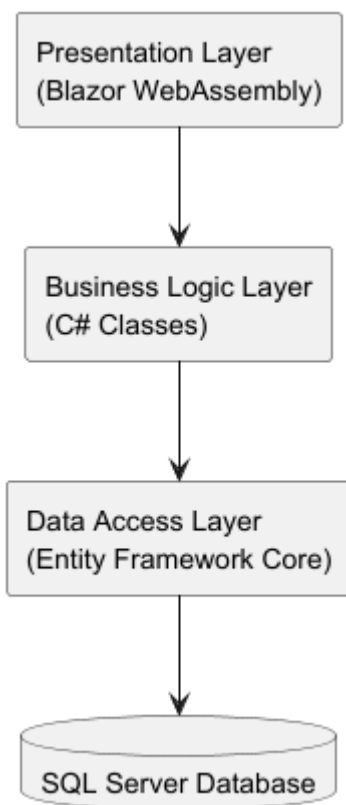 Presentation Layer
(Blazor WebAssembly)
Business Logic Layer
(C# Classes)
Data Access Layer
(Entity Framework Core)
SQL Server Database